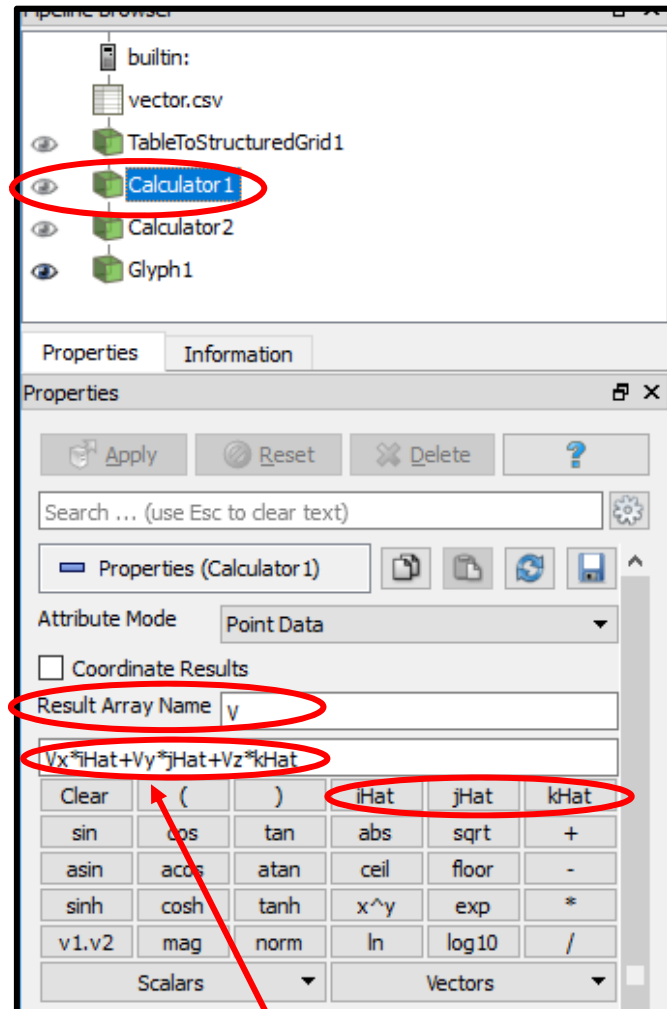 Pipeline Browser
builtin:
vector.csv
TableToStructuredGrid1
Calculator1
Calculator2
Glyph1
Properties Information
Properties
Apply Reset Delete ?
Search ... (use Esc to clear text)
Properties (Calculator1)
Attribute Mode Point Data
Coordinate Results
Result Array Name V
Vx*iHat+Vy*jHat+Vz*kHat
Clear ( ) iHat jHat kHat
sin cos tan abs sqrt +
asin acos atan ceil floor -
sinh cosh tanh x^y exp *
v1.v2 mag norm ln log10 /
Scalars Vectors